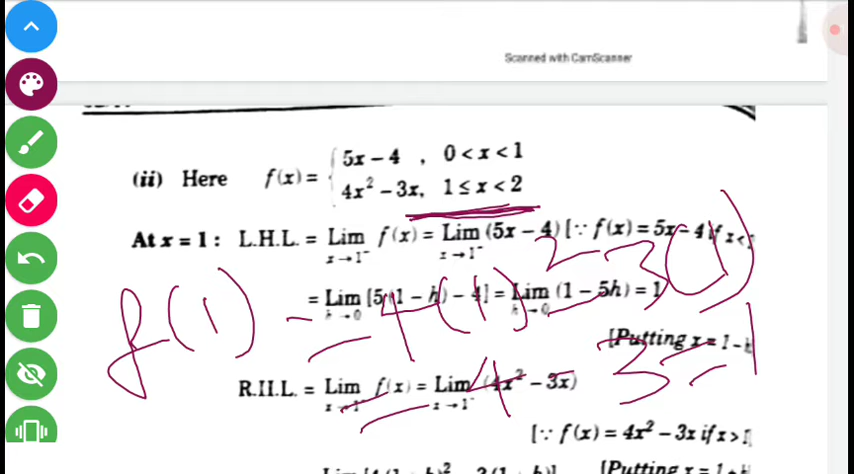 Scanned with CamScanner
(ii) Here f(x) = { 5x − 4 , 0 < x < 1
4x² − 3x, 1 ≤ x < 2
At x = 1 : L.H.L. = Lim x→1⁻ f(x) = Lim x→1⁻ (5x − 4) [∵ f(x) = 5x − 4 if x <
= Lim h→0 [5(1 − h) − 4] = Lim h→0 (1 − 5h) = 1
f(1) = 4(1)² − 3(1)
[Putting x = 1 −
= 4 − 3 = 1
R.H.L. = Lim f(x) = Lim (4x² − 3x)
[∵ f(x) = 4x² − 3x if x >
[Putting x = 1 +